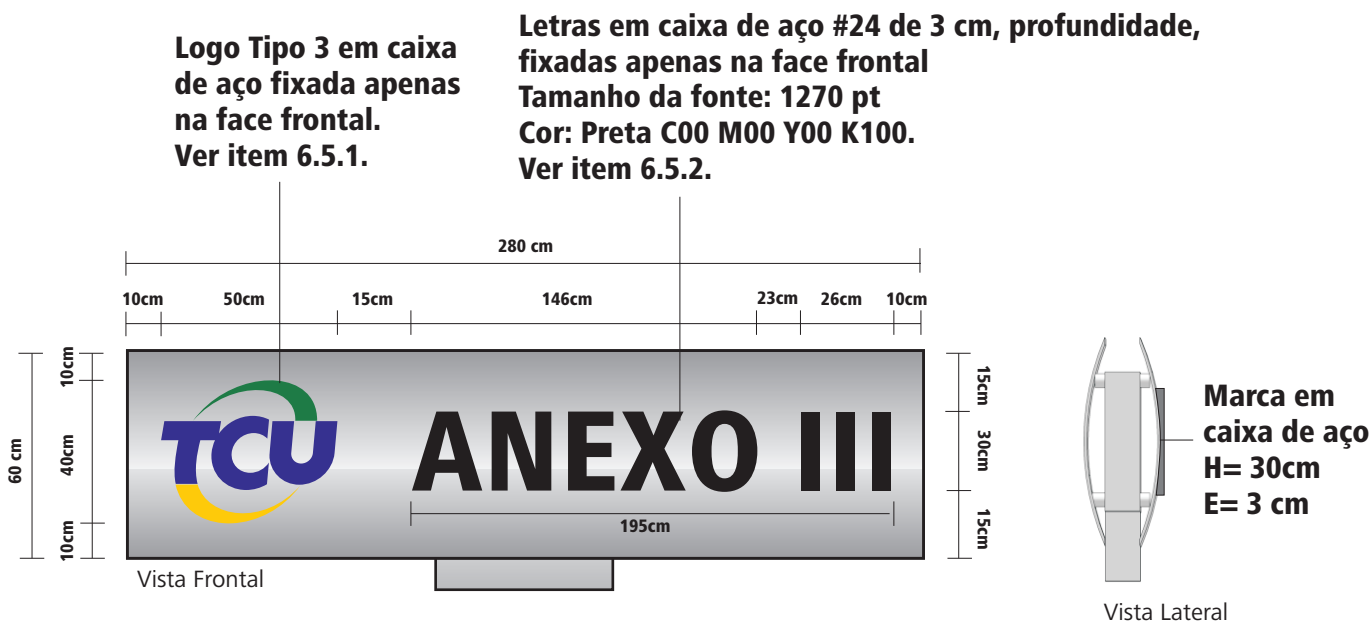 Logo Tipo 3 em caixa
de aço fixada apenas
na face frontal.
Ver item 6.5.1.
Letras em caixa de aço #24 de 3 cm, profundidade,
fixadas apenas na face frontal
Tamanho da fonte: 1270 pt
Cor: Preta C00 M00 Y00 K100.
Ver item 6.5.2.
280 cm
10cm 50cm 15cm 146cm 23cm 26cm 10cm
60 cm
10cm
40cm
10cm
TCU
ANEXO III
195cm
15cm
30cm
15cm
Vista Frontal
Marca em
caixa de aço
H= 30cm
E= 3 cm
Vista Lateral